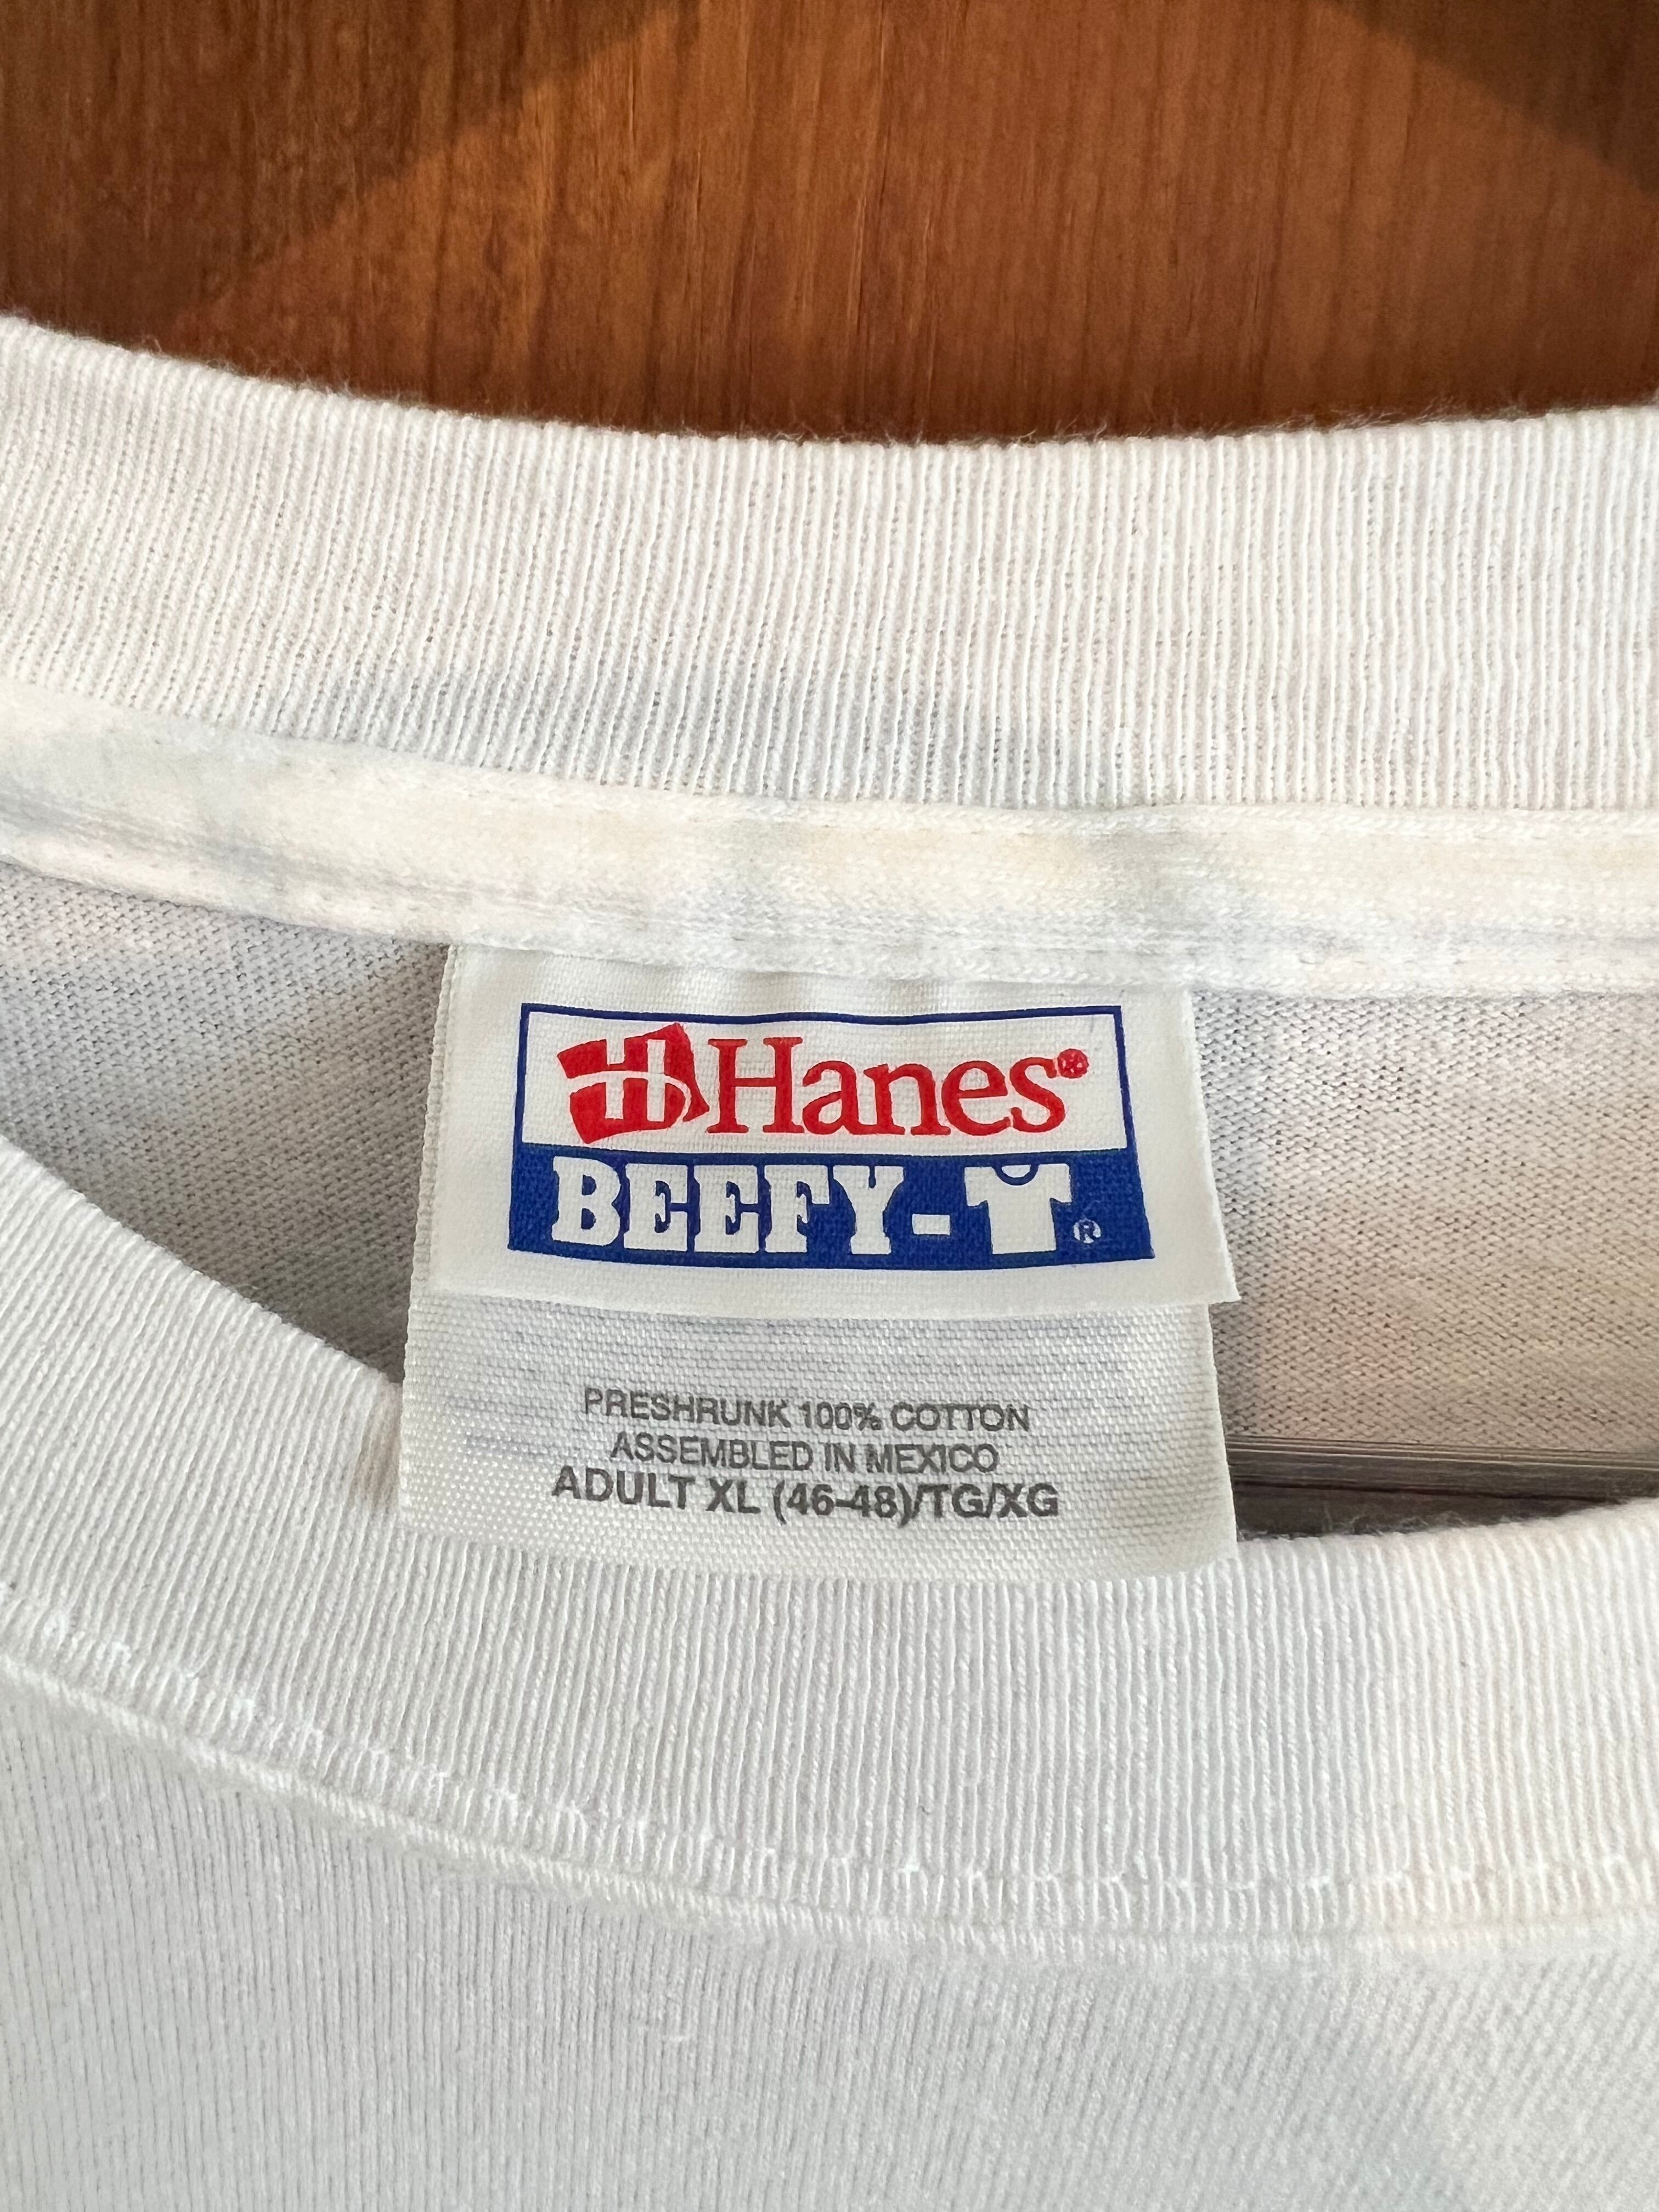 H Hanes®
BEEFY-T®
PRESHRUNK 100% COTTON
ASSEMBLED IN MEXICO
ADULT XL (46-48)/TG/XG